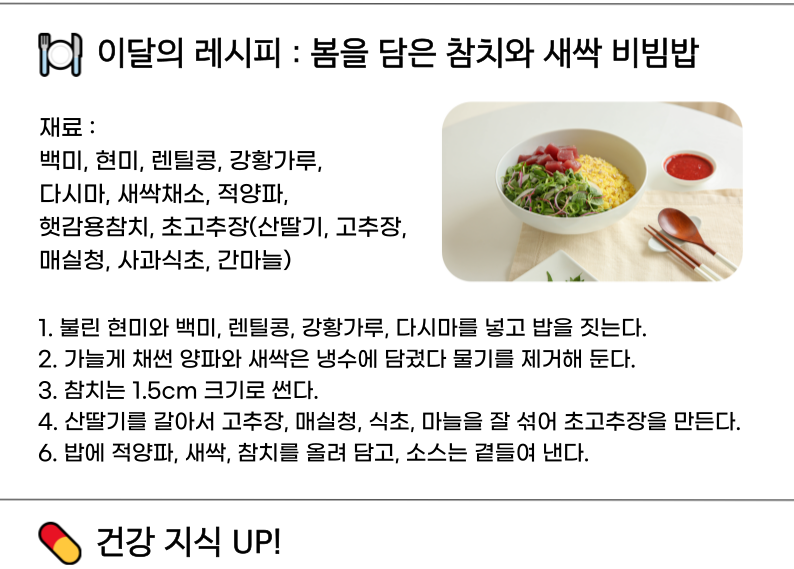 이달의 레시피 : 봄을 담은 참치와 새싹 비빔밥
재료 :
백미, 현미, 렌틸콩, 강황가루,
다시마, 새싹채소, 적양파,
햇감용참치, 초고추장(산딸기, 고추장,
매실청, 사과식초, 간마늘)
1. 불린 현미와 백미, 렌틸콩, 강황가루, 다시마를 넣고 밥을 짓는다.
2. 가늘게 채썬 양파와 새싹은 냉수에 담궜다 물기를 제거해 둔다.
3. 참치는 1.5cm 크기로 썬다.
4. 산딸기를 갈아서 고추장, 매실청, 식초, 마늘을 잘 섞어 초고추장을 만든다.
6. 밥에 적양파, 새싹, 참치를 올려 담고, 소스는 곁들여 낸다.
건강 지식 UP!